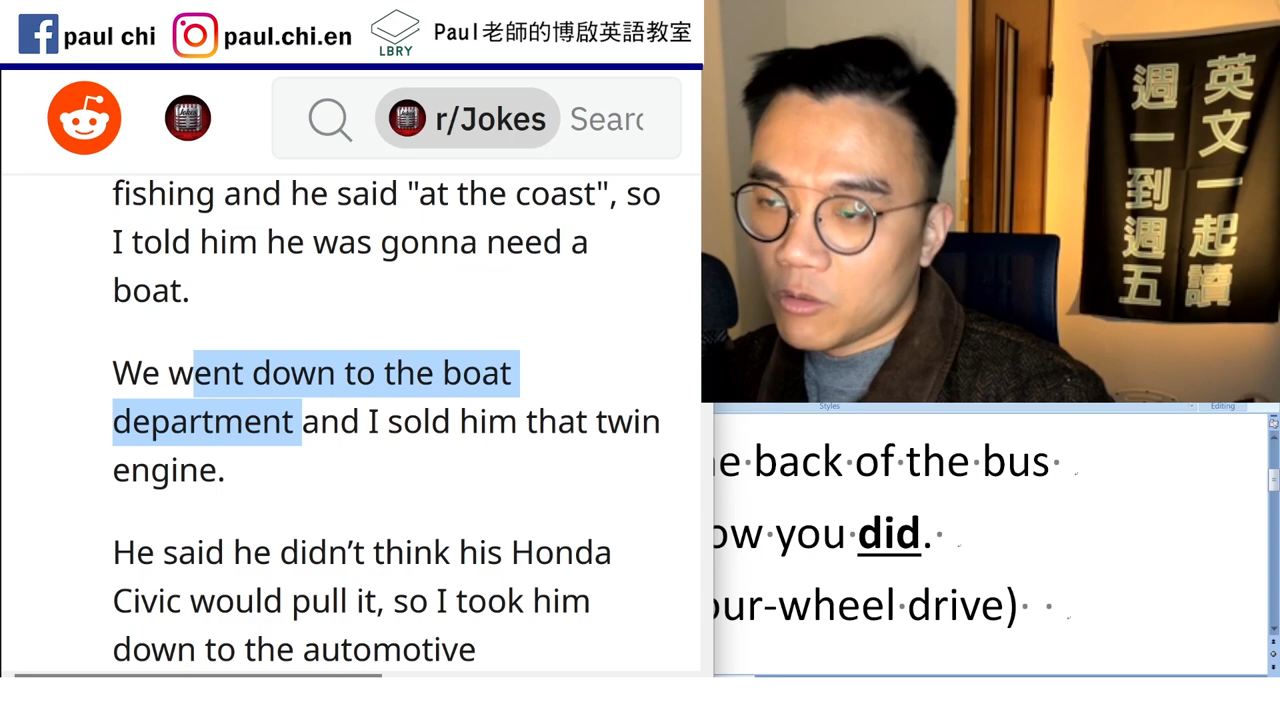 paul chi
paul.chi.en
LBRY
Paul老師的博啟英語教室
r/Jokes
fishing and he said "at the coast", so
I told him he was gonna need a
boat.
We went down to the boat
department and I sold him that twin
engine.
He said he didn’t think his Honda
Civic would pull it, so I took him
down to the automotive
英文一起讀
週一到週五
Styles
Editing
back of the bus
you did.
drive)